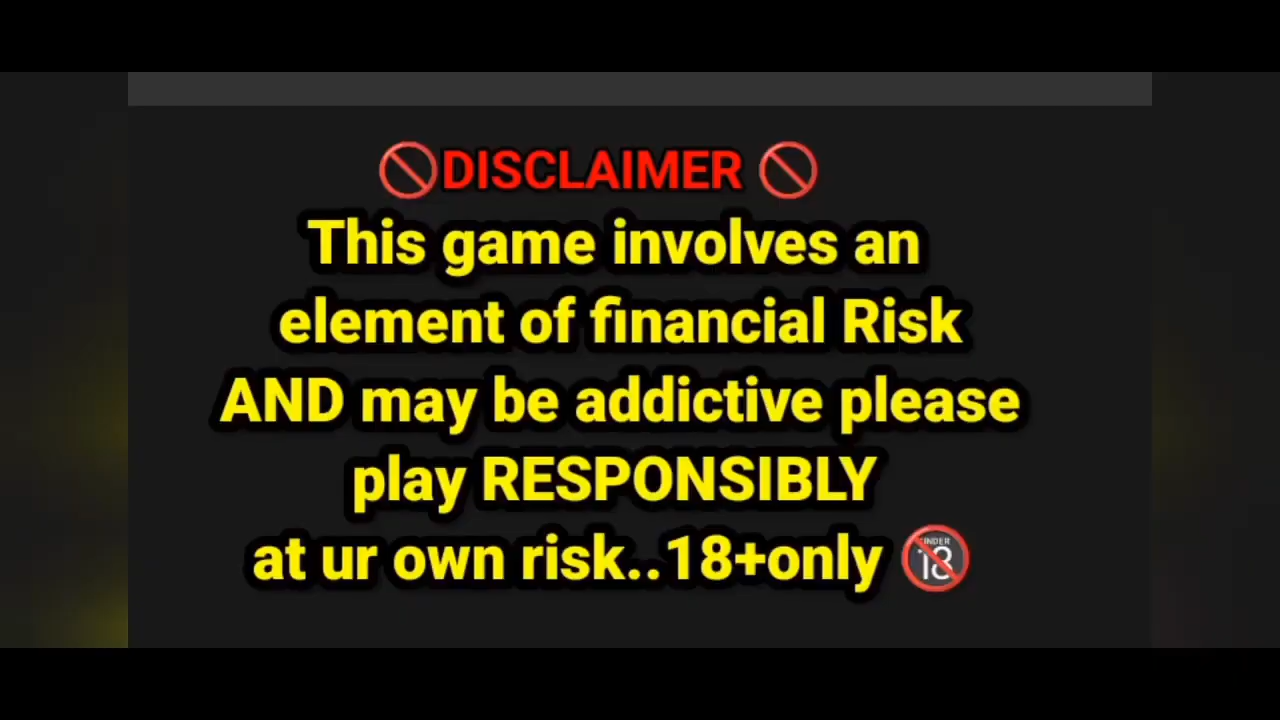 🚫DISCLAIMER 🚫
This game involves an
element of financial Risk
AND may be addictive please
play RESPONSIBLY
at ur own risk..18+only 🔞